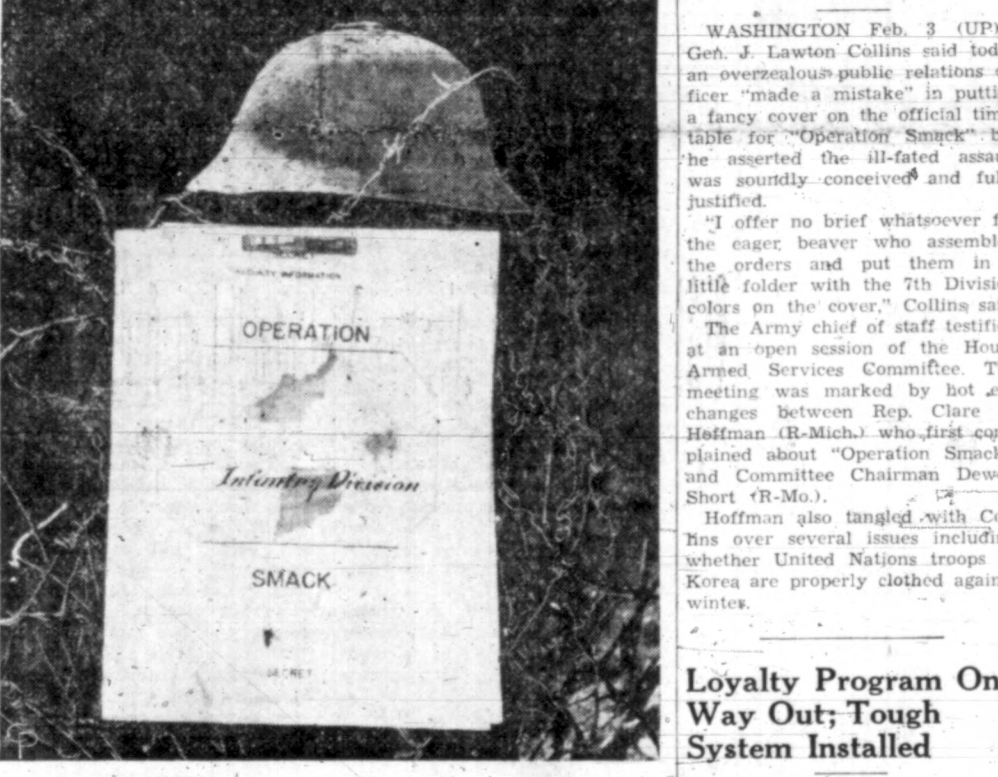 SECURITY INFORMATION
OPERATION
Infantry Division
SMACK
SECRET
WASHINGTON Feb. 3 (UP)
Gen. J. Lawton Collins said tod
an overzealous public relations
ficer "made a mistake" in putti
a fancy cover on the official tim
table for "Operation Smack" b
he asserted the ill-fated assau
was soundly conceived and ful
justified.
"I offer no brief whatsoever f
the eager beaver who assembl
the orders and put them in
little folder with the 7th Divisio
colors on the cover," Collins sa
The Army chief of staff testifi
at an open session of the Hou
Armed Services Committee. T
meeting was marked by hot e
changes between Rep. Clare
Hoffman (R-Mich.) who first com
plained about "Operation Smack
and Committee Chairman Dewe
Short (R-Mo.).
Hoffman also tangled with Co
lins over several issues includin
whether United Nations troops
Korea are properly clothed again
winter.
Loyalty Program On
Way Out; Tough
System Installed